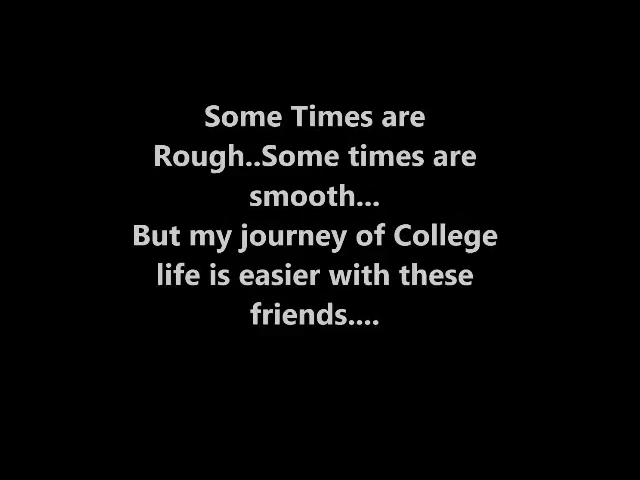 Some Times are
Rough..Some times are
smooth...
But my journey of College
life is easier with these
friends....